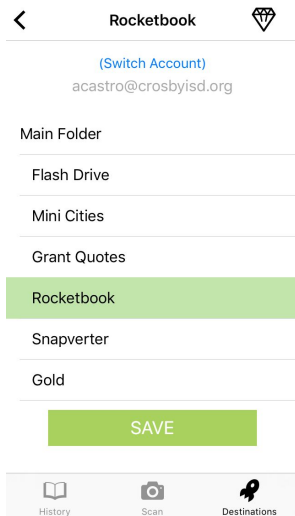 Rocketbook
(Switch Account)
acastro@crosbyisd.org
Main Folder
Flash Drive
Mini Cities
Grant Quotes
Rocketbook
Snapverter
Gold
SAVE
History
Scan
Destinations